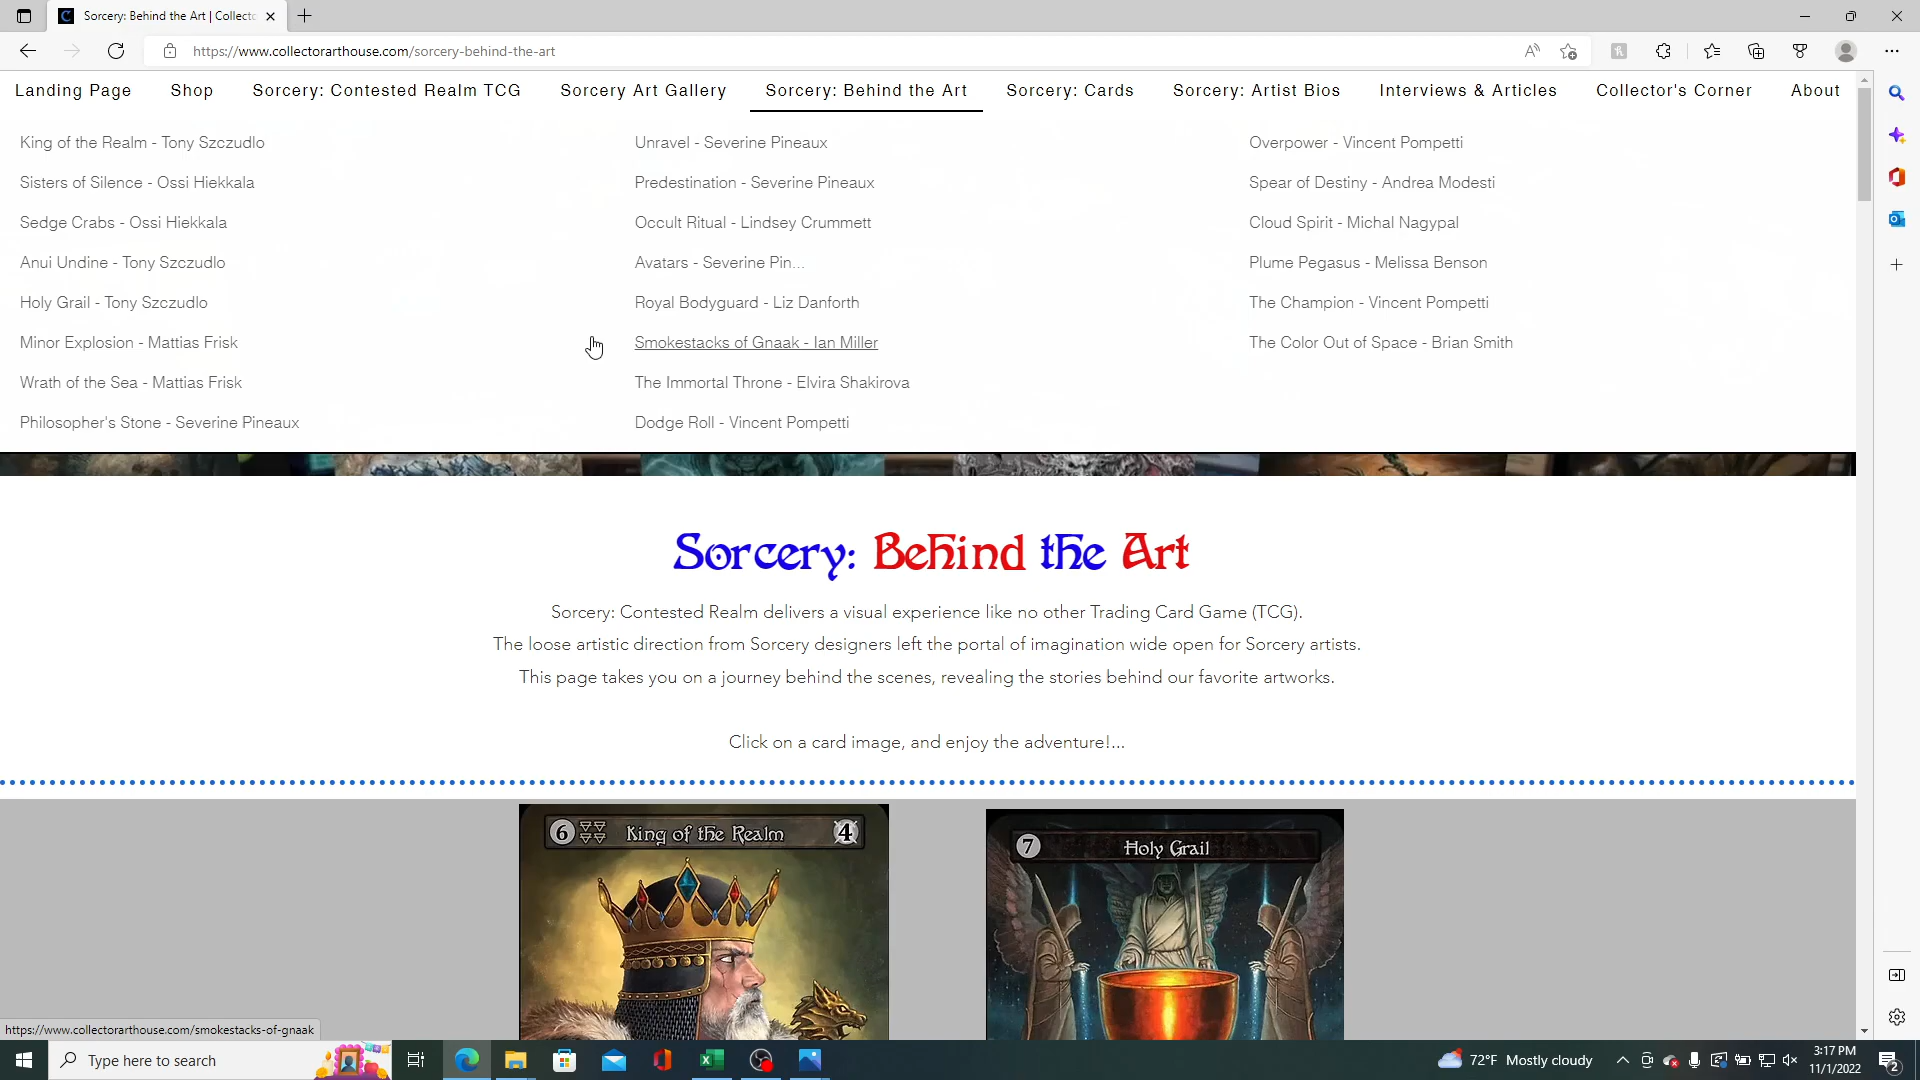 Sorcery: Behind the Art | Collecto
https://www.collectorarthouse.com/sorcery-behind-the-art
Landing Page Shop Sorcery: Contested Realm TCG Sorcery Art Gallery Sorcery: Behind the Art Sorcery: Cards Sorcery: Artist Bios Interviews & Articles Collector's Corner About
King of the Realm - Tony Szczudlo
Sisters of Silence - Ossi Hiekkala
Sedge Crabs - Ossi Hiekkala
Anui Undine - Tony Szczudlo
Holy Grail - Tony Szczudlo
Minor Explosion - Mattias Frisk
Wrath of the Sea - Mattias Frisk
Philosopher's Stone - Severine Pineaux
Unravel - Severine Pineaux
Predestination - Severine Pineaux
Occult Ritual - Lindsey Crummett
Avatars - Severine Pin...
Royal Bodyguard - Liz Danforth
Smokestacks of Gnaak - Ian Miller
The Immortal Throne - Elvira Shakirova
Dodge Roll - Vincent Pompetti
Overpower - Vincent Pompetti
Spear of Destiny - Andrea Modesti
Cloud Spirit - Michal Nagypal
Plume Pegasus - Melissa Benson
The Champion - Vincent Pompetti
The Color Out of Space - Brian Smith
Sorcery: Behind the Art
Sorcery: Contested Realm delivers a visual experience like no other Trading Card Game (TCG).
The loose artistic direction from Sorcery designers left the portal of imagination wide open for Sorcery artists.
This page takes you on a journey behind the scenes, revealing the stories behind our favorite artworks.
Click on a card image, and enjoy the adventure!...
6 King of the Realm 4
7 Holy Grail
https://www.collectorarthouse.com/smokestacks-of-gnaak
Type here to search
72°F Mostly cloudy
3:17 PM
11/1/2022
2